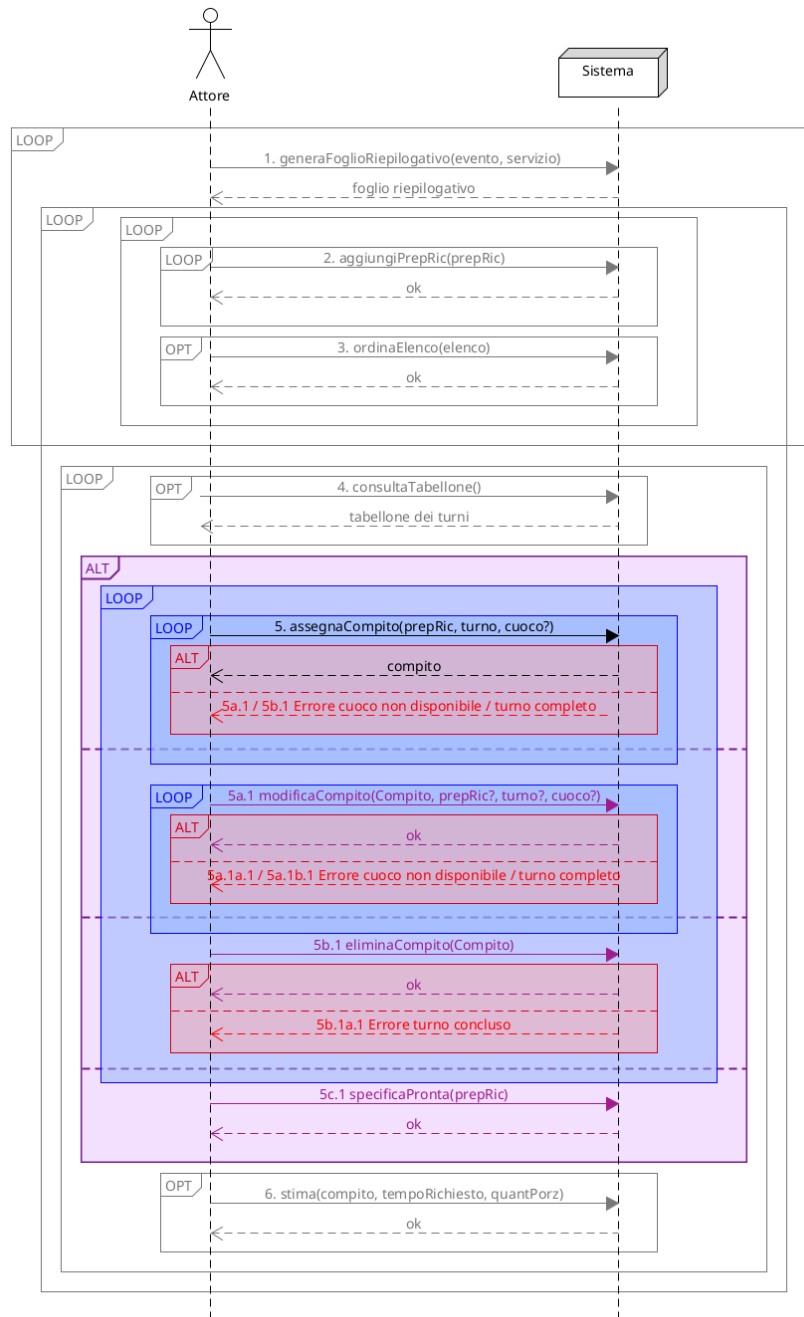 Attore
Sistema
LOOP
1. generaFoglioRiepilogativo(evento, servizio)
foglio riepilogativo
LOOP
LOOP
LOOP
2. aggiungiPrepRic(prepRic)
ok
OPT
3. ordinaElenco(elenco)
ok
LOOP
OPT
4. consultaTabellone()
tabellone dei turni
ALT
LOOP
LOOP
5. assegnaCompito(prepRic, turno, cuoco?)
ALT
compito
5a.1 / 5b.1 Errore cuoco non disponibile / turno completo
LOOP
5a.1 modificaCompito(Compito, prepRic?, turno?, cuoco?)
ALT
ok
5a.1a.1 / 5a.1b.1 Errore cuoco non disponibile / turno completo
5b.1 eliminaCompito(Compito)
ALT
ok
5b.1a.1 Errore turno concluso
5c.1 specificaPronta(prepRic)
ok
OPT
6. stima(compito, tempoRichiesto, quantPorz)
ok